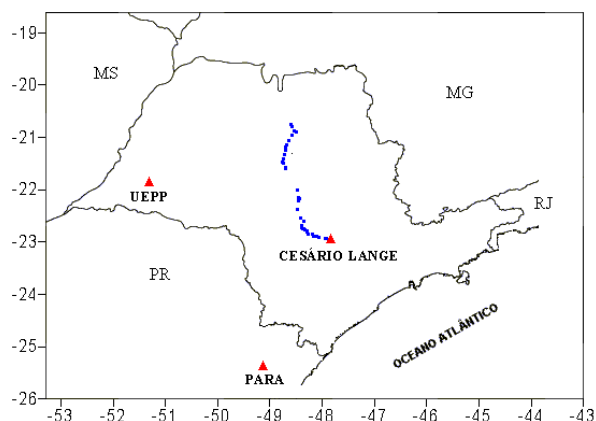 -19
MS
-20
MG
-21
-22
UEPP
RJ
-23
CESÁRIO LANGE
PR
-24
OCEANO ATLÂNTICO
-25
PARA
-26
-53 -52 -51 -50 -49 -48 -47 -46 -45 -44 -43